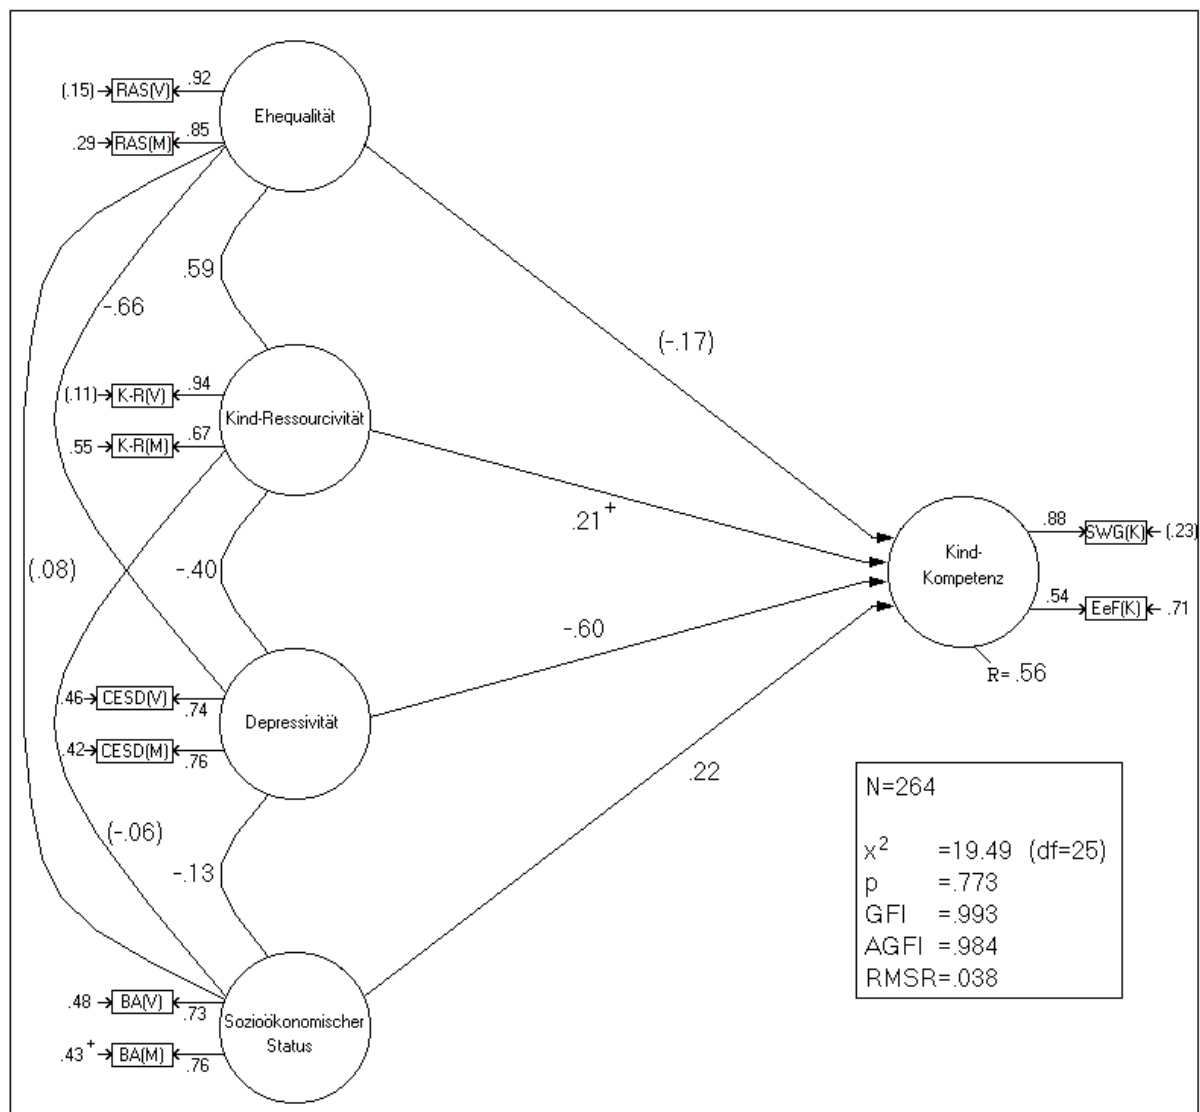 (.15) RAS(V) .92
.29 RAS(M) .85
Ehequalität
.59
-.66
(-.17)
(.11) K-R(V) .94
.55 K-R(M) .67
Kind-Ressourcivität
.21+
(.08)
-.40
-.60
.88 SWG(K) (.23)
Kind-
Kompetenz
.54 EeF(K) .71
R= .56
.46 CESD(V) .74
.42 CESD(M) .76
Depressivität
.22
(-.06)
-.13
.48 BA(V) .73
.43+ BA(M) .76
Sozioökonomischer
Status
N=264
x² =19.49 (df=25)
p =.773
GFI =.993
AGFI =.984
RMSR=.038